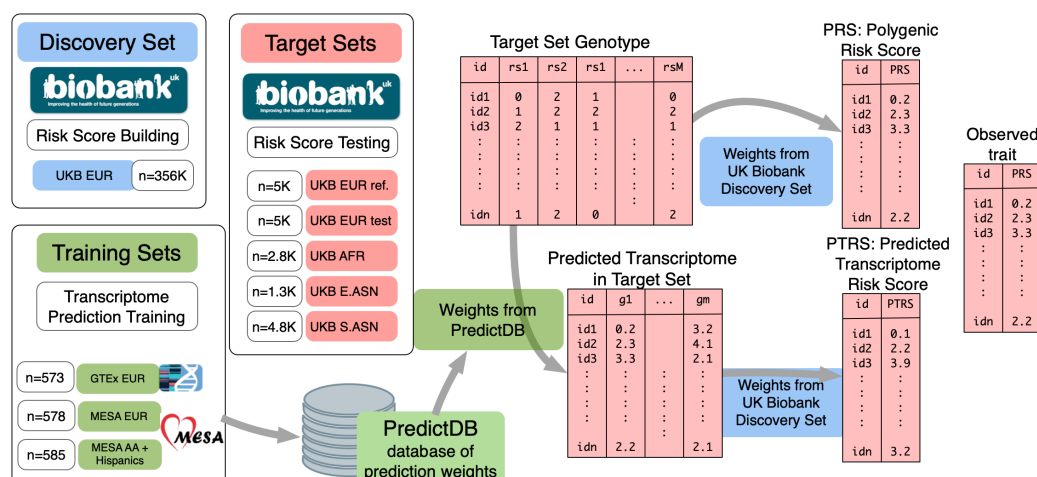 Discovery Set
biobank uk
Improving the health of future generations
Risk Score Building
UKB EUR n=356K
Training Sets
Transcriptome
Prediction Training
n=573 GTEx EUR
n=578 MESA EUR
MESA
n=585 MESA AA +
Hispanics
Target Sets
biobank uk
Improving the health of future generations
Risk Score Testing
n=5K UKB EUR ref.
n=5K UKB EUR test
n=2.8K UKB AFR
n=1.3K UKB E.ASN
n=4.8K UKB S.ASN
PredictDB
database of
prediction weights
Weights from
PredictDB
Target Set Genotype
id rs1 rs2 rs1 ... rsM
id1 0 2 1 0
id2 1 2 2 2
id3 2 1 1 1
: : : : : :
: : : : : :
: : : : : :
: : : : : :
:
idn 1 2 0 2
Predicted Transcriptome
in Target Set
id g1 ... gm
id1 0.2 3.2
id2 2.3 4.1
id3 3.3 2.1
: : : :
: : : :
: : : :
: : : :
:
idn 2.2 2.1
Weights from
UK Biobank
Discovery Set
Weights from
UK Biobank
Discovery Set
PRS: Polygenic
Risk Score
id PRS
id1 0.2
id2 2.3
id3 3.3
: :
: :
: :
: :
idn 2.2
PTRS: Predicted
Transcriptome
Risk Score
id PTRS
id1 0.1
id2 2.2
id3 3.9
: :
: :
: :
: :
idn 3.2
Observed
trait
id PRS
id1 0.2
id2 2.3
id3 3.3
: :
: :
: :
: :
idn 2.2